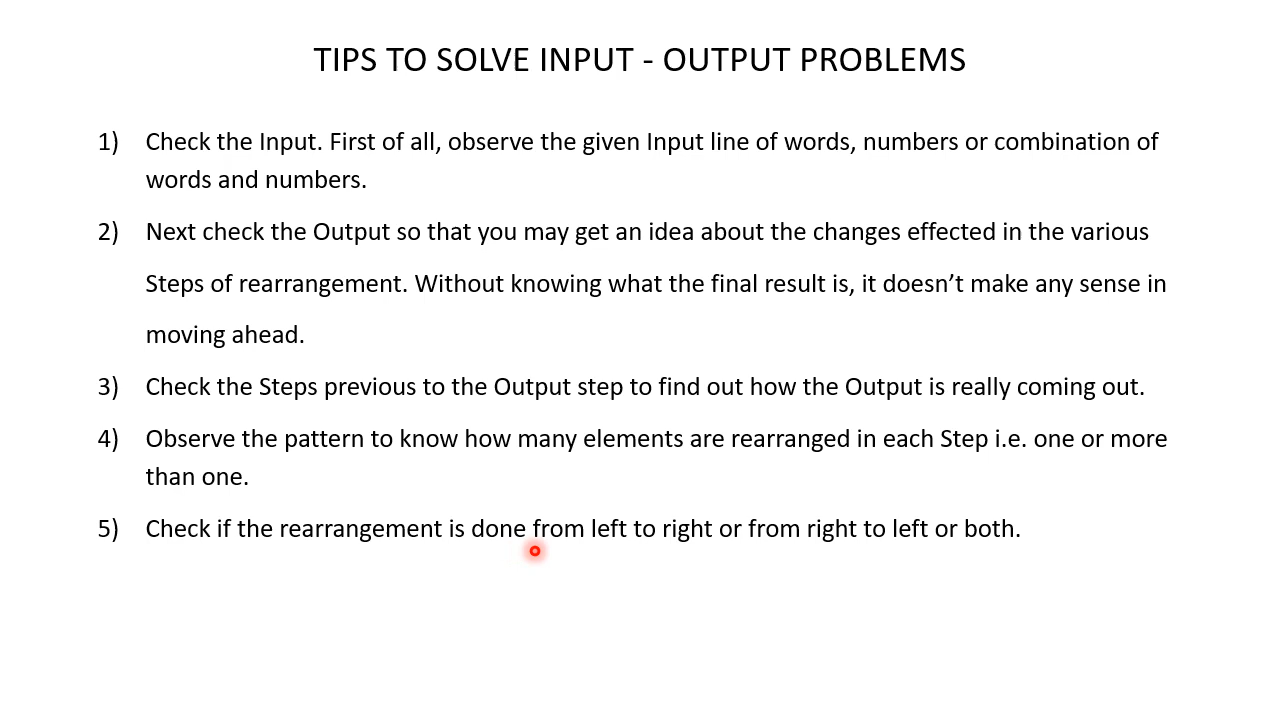 TIPS TO SOLVE INPUT - OUTPUT PROBLEMS
1) Check the Input. First of all, observe the given Input line of words, numbers or combination of
words and numbers.
2) Next check the Output so that you may get an idea about the changes effected in the various
Steps of rearrangement. Without knowing what the final result is, it doesn’t make any sense in
moving ahead.
3) Check the Steps previous to the Output step to find out how the Output is really coming out.
4) Observe the pattern to know how many elements are rearranged in each Step i.e. one or more
than one.
5) Check if the rearrangement is done from left to right or from right to left or both.